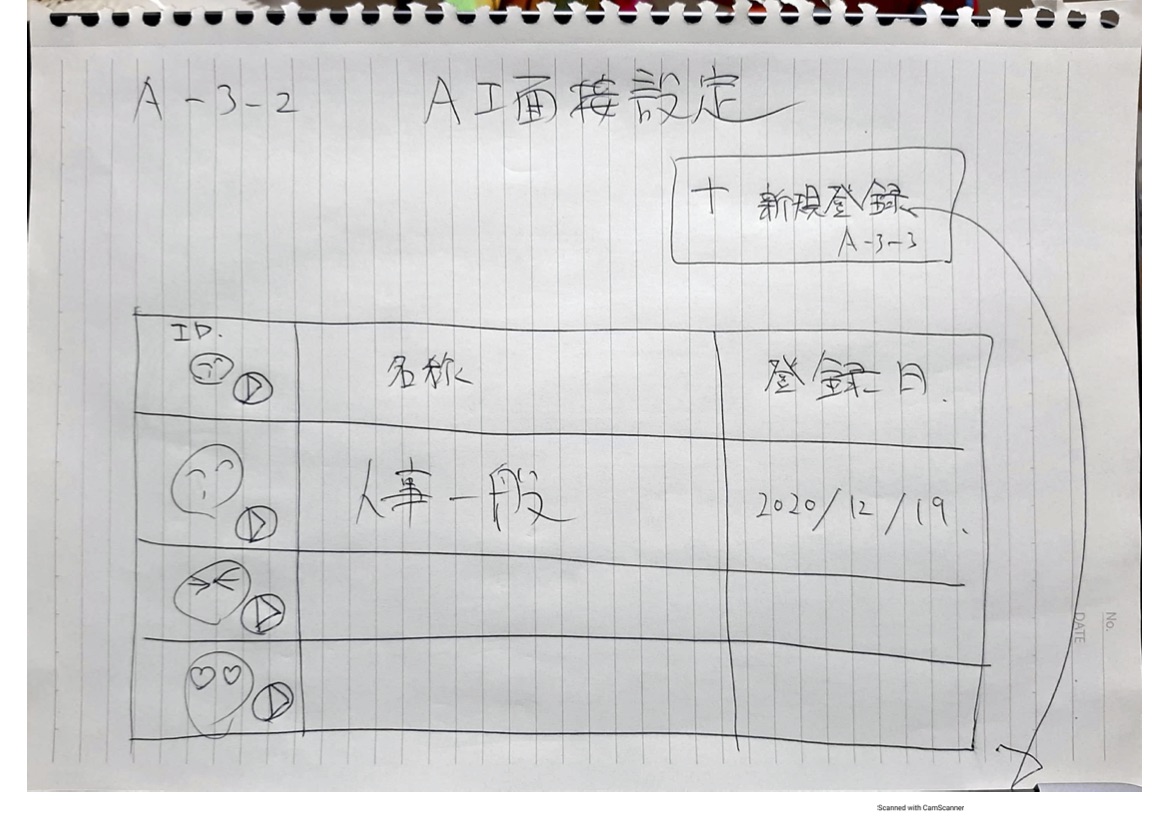 A-3-2 AI面接設定
+ 新規登録
A-3-3
ID.
名称 登録日.
人事一般 2020/12/19.
No.
DATE
Scanned with CamScanner